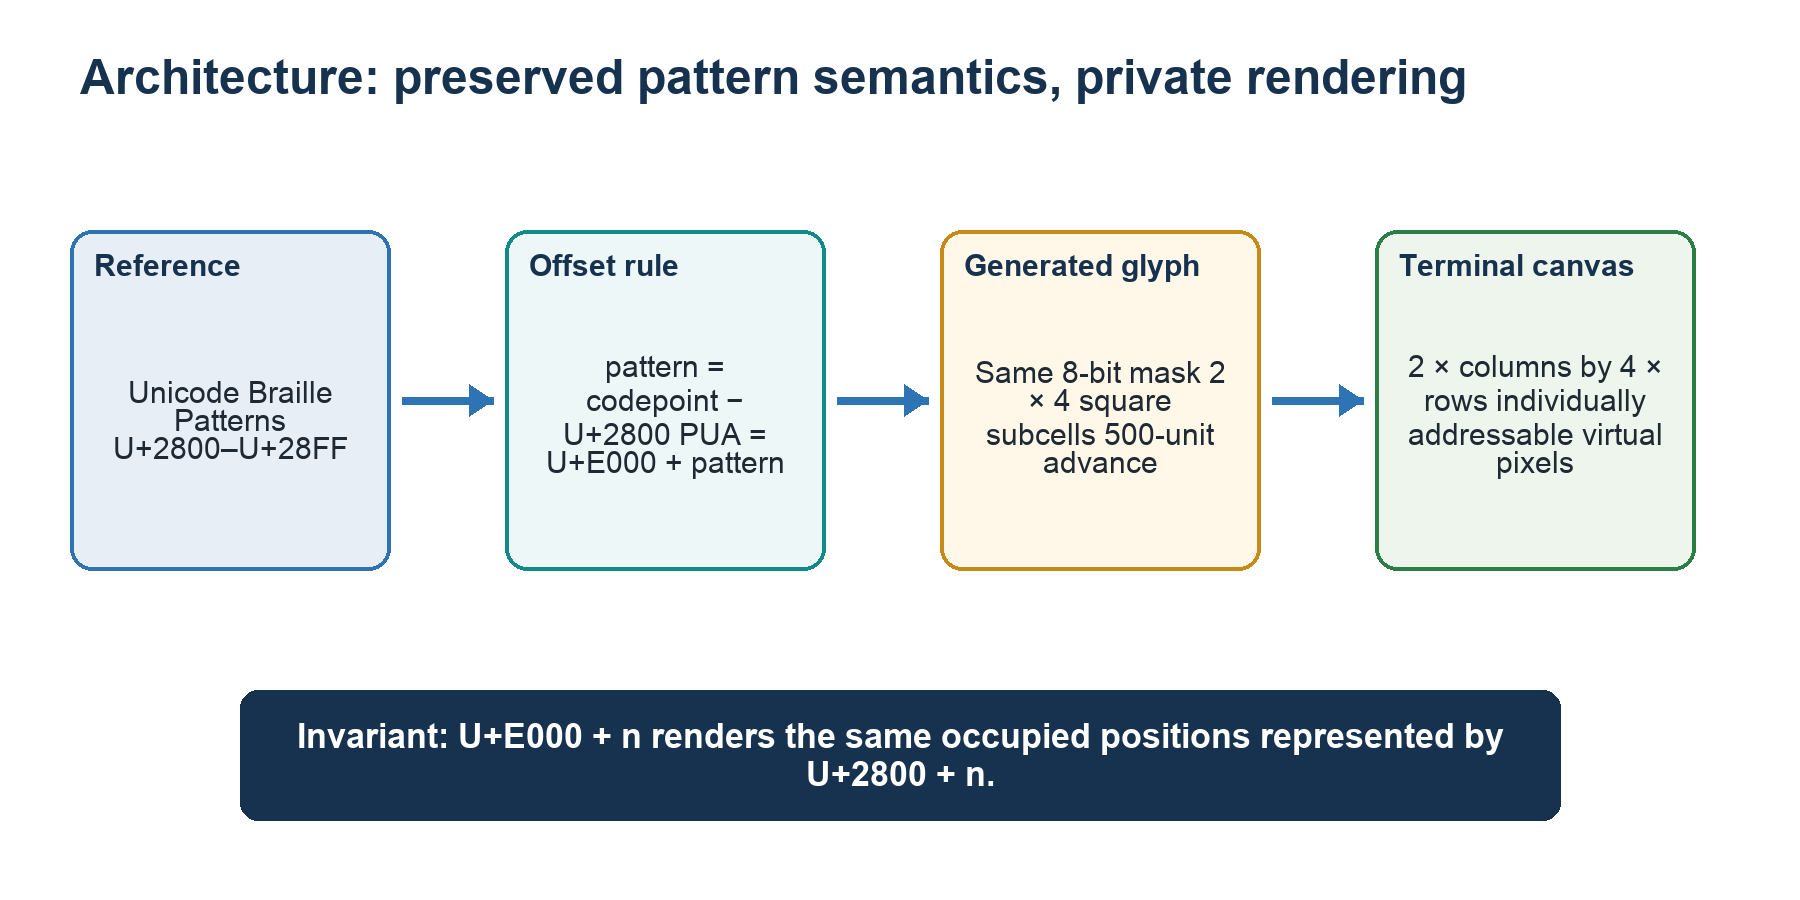 Architecture: preserved pattern semantics, private rendering
Reference
Unicode Braille
Patterns
U+2800–U+28FF
Offset rule
pattern =
codepoint −
U+2800 PUA =
U+E000 + pattern
Generated glyph
Same 8-bit mask 2
× 4 square
subcells 500-unit
advance
Terminal canvas
2 × columns by 4 ×
rows individually
addressable virtual
pixels
Invariant: U+E000 + n renders the same occupied positions represented by
U+2800 + n.